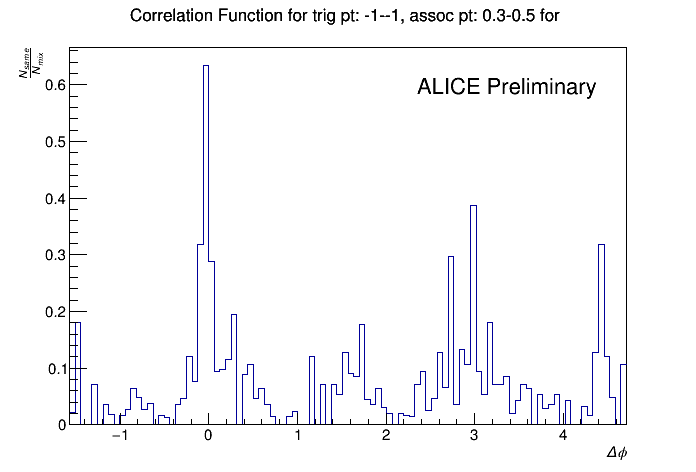 Correlation Function for trig pt: -1--1, assoc pt: 0.3-0.5 for
N_same
N_mix
ALICE Preliminary
0.6
0.5
0.4
0.3
0.2
0.1
0
−1 0 1 2 3 4
Δϕ